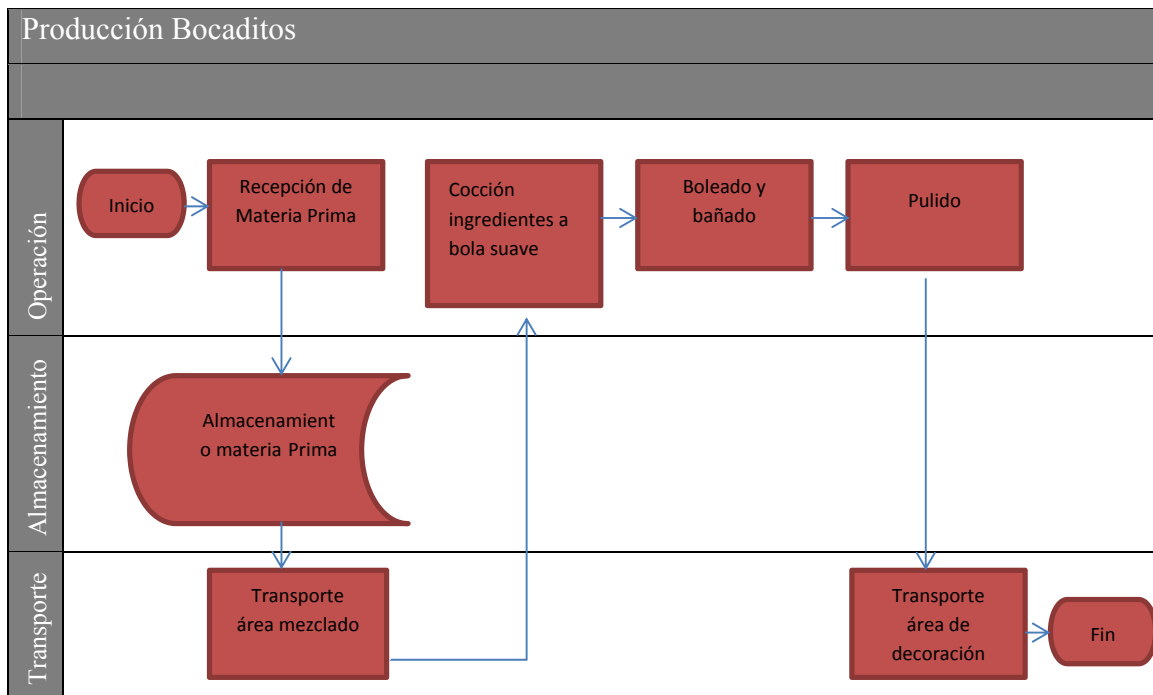 Producción Bocaditos
Operación
Inicio
Recepción de
Materia Prima
Cocción
ingredientes a
bola suave
Boleado y
bañado
Pulido
Almacenamiento
Almacenamient
o materia Prima
Transporte
Transporte
área mezclado
Transporte
área de
decoración
Fin